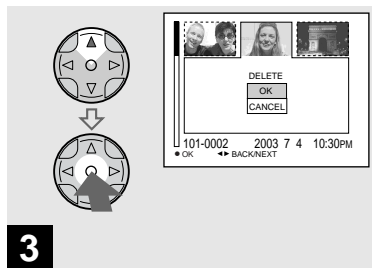 DELETE
OK
CANCEL
101-0002 2003 7 4 10:30PM
● OK ◄► BACK/NEXT
3